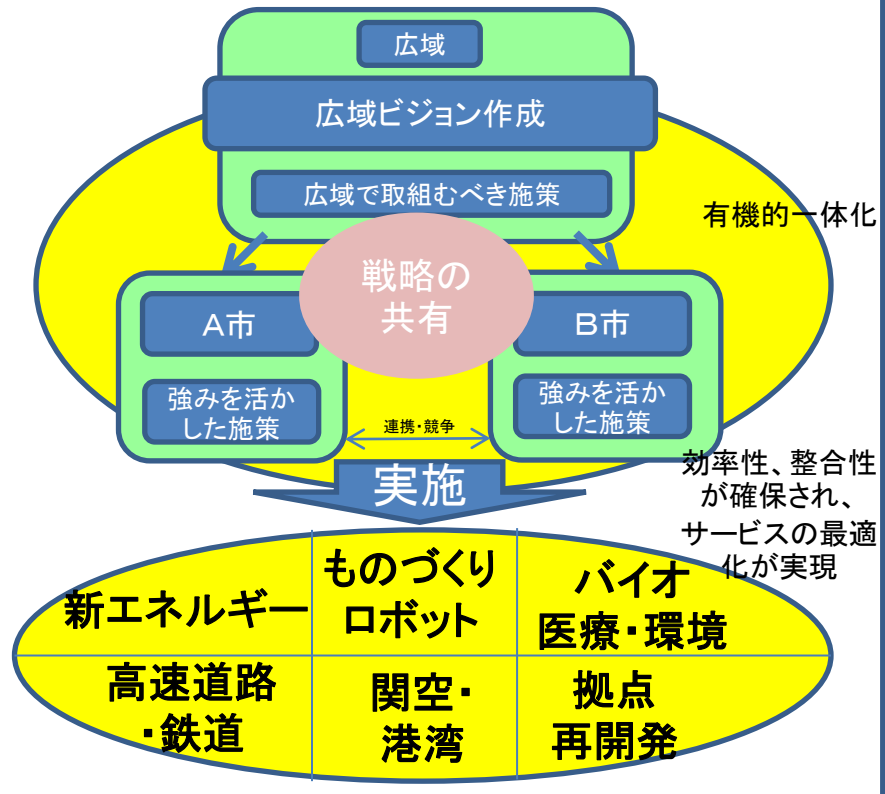 広域
広域ビジョン作成
広域で取組むべき施策
有機的一体化
戦略の
共有
A市
B市
強みを活か
した施策
強みを活か
した施策
連携・競争
実施
効率性、整合性
が確保され、
サービスの最適
化が実現
新エネルギー
ものづくり
ロボット
バイオ
医療・環境
高速道路
・鉄道
関空・
港湾
拠点
再開発